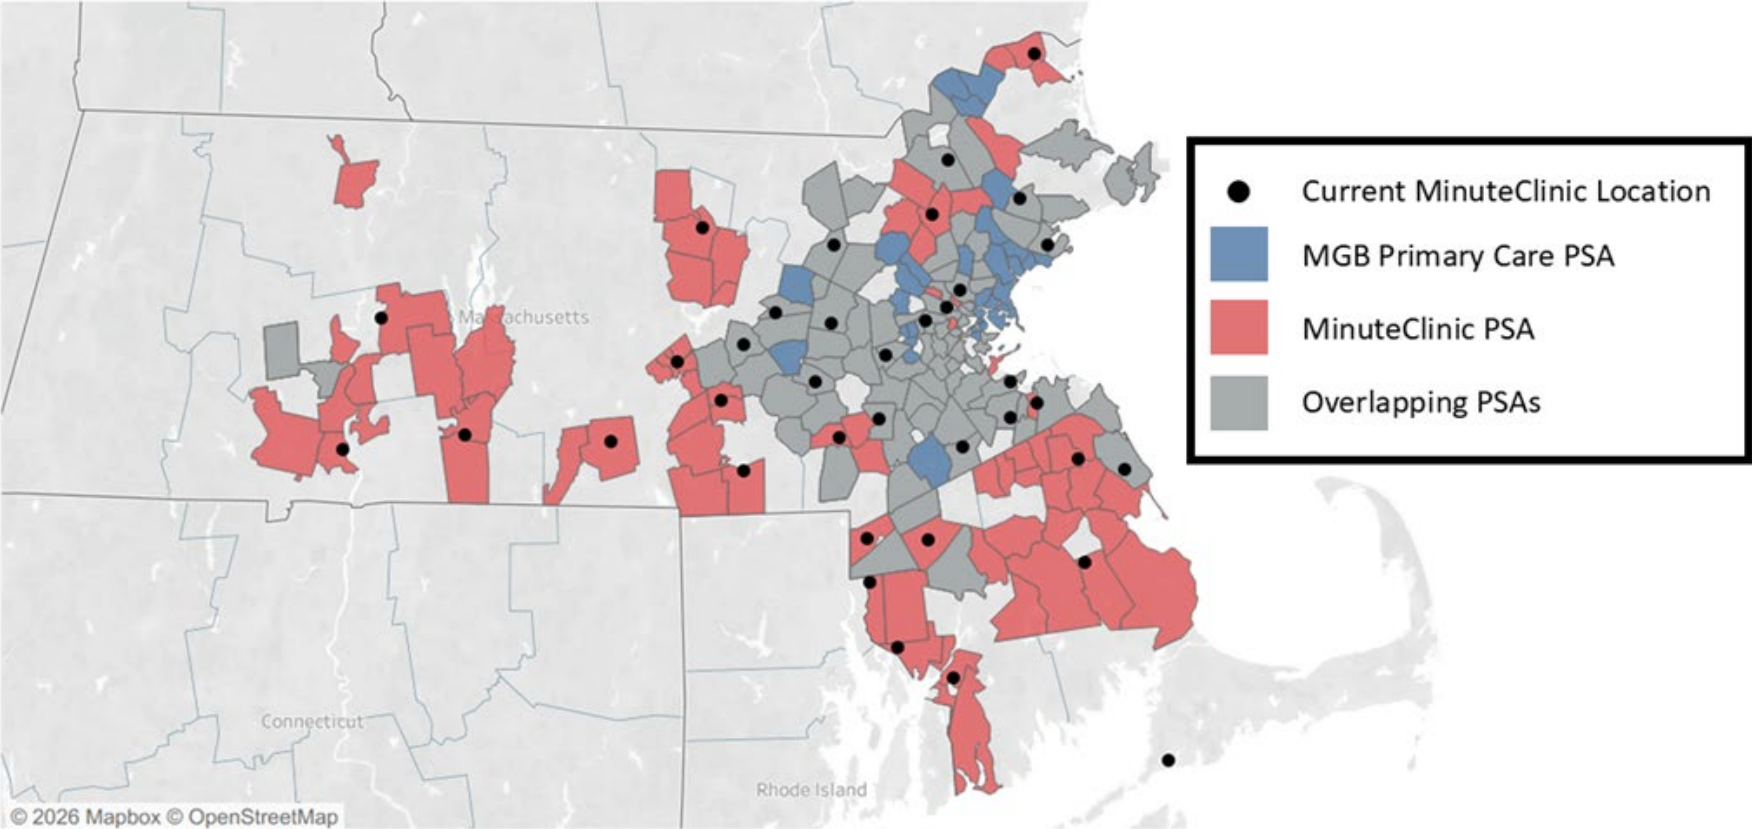 Current MinuteClinic Location
MGB Primary Care PSA
MinuteClinic PSA
Overlapping PSAs
Massachusetts
Connecticut
Rhode Island
© 2026 Mapbox © OpenStreetMap